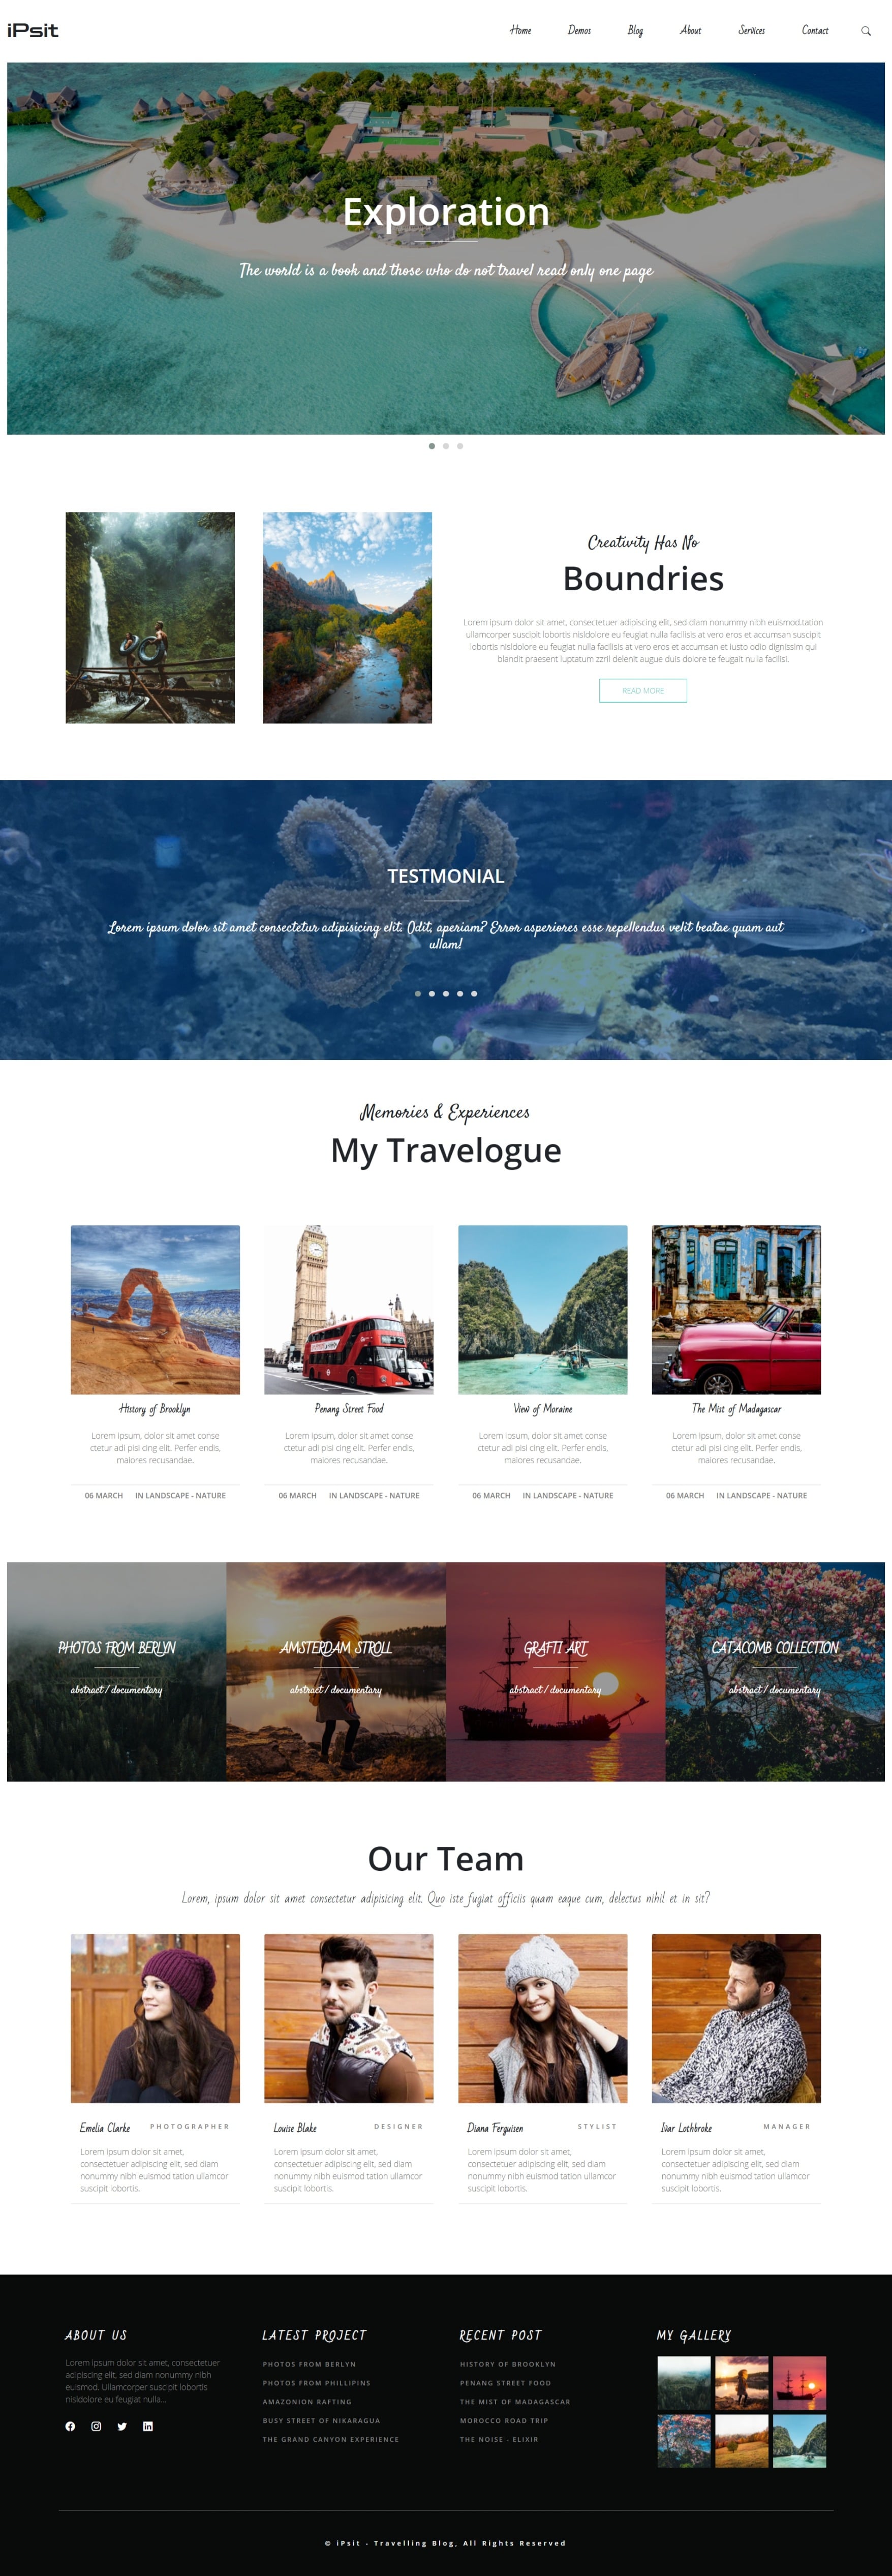 iPsit
Home Demos Blog About Services Contact
Exploration
The world is a book and those who do not travel read only one page
Creativity Has No
Boundries
Lorem ipsum dolor sit amet, consectetuer adipiscing elit, sed diam nonummy nibh euismod.tation
ullamcorper suscipit lobortis nisldolore eu feugiat nulla facilisis at vero eros et accumsan suscipit
lobortis nisldolore eu feugiat nulla facilisis at vero eros et accumsan et iusto odio dignissim qui
blandit praesent luptatum zzril delenit augue duis dolore te feugait nulla facilisi.
READ MORE
TESTMONIAL
Lorem ipsum dolor sit amet consectetur adipisicing elit. Odit, aperiam? Error asperiores esse repellendus velit beatae quam aut
ullam!
Memories & Experiences
My Travelogue
History of Brooklyn
Lorem ipsum, dolor sit amet conse
ctetur adi pisi cing elit. Perfer endis,
maiores recusandae.
06 MARCH IN LANDSCAPE - NATURE
Penang Street Food
Lorem ipsum, dolor sit amet conse
ctetur adi pisi cing elit. Perfer endis,
maiores recusandae.
06 MARCH IN LANDSCAPE - NATURE
View of Moraine
Lorem ipsum, dolor sit amet conse
ctetur adi pisi cing elit. Perfer endis,
maiores recusandae.
06 MARCH IN LANDSCAPE - NATURE
The Mist of Madagascar
Lorem ipsum, dolor sit amet conse
ctetur adi pisi cing elit. Perfer endis,
maiores recusandae.
06 MARCH IN LANDSCAPE - NATURE
PHOTOS FROM BERLYN
abstract / documentary
AMSTERDAM STROLL
abstract / documentary
GRAFTI ART
abstract / documentary
CATACOMB COLLECTION
abstract / documentary
Our Team
Lorem, ipsum dolor sit amet consectetur adipisicing elit. Quo iste fugiat officiis quam eaque cum, delectus nihil et in sit?
Emelia Clarke PHOTOGRAPHER
Lorem ipsum dolor sit amet,
consectetuer adipiscing elit, sed diam
nonummy nibh euismod tation ullamcor
suscipit lobortis.
Louise Blake DESIGNER
Lorem ipsum dolor sit amet,
consectetuer adipiscing elit, sed diam
nonummy nibh euismod tation ullamcor
suscipit lobortis.
Diana Ferguisen STYLIST
Lorem ipsum dolor sit amet,
consectetuer adipiscing elit, sed diam
nonummy nibh euismod tation ullamcor
suscipit lobortis.
Ivar Lothbroke MANAGER
Lorem ipsum dolor sit amet,
consectetuer adipiscing elit, sed diam
nonummy nibh euismod tation ullamcor
suscipit lobortis.
ABOUT US
Lorem ipsum dolor sit amet, consectetuer
adipiscing elit, sed diam nonummy nibh
euismod. Ullamcorper suscipit lobortis
nisldolore eu feugiat nulla...
LATEST PROJECT
PHOTOS FROM BERLYN
PHOTOS FROM PHILLIPINS
AMAZONION RAFTING
BUSY STREET OF NIKARAGUA
THE GRAND CANYON EXPERIENCE
RECENT POST
HISTORY OF BROOKLYN
PENANG STREET FOOD
THE MIST OF MADAGASCAR
MOROCCO ROAD TRIP
THE NOISE - ELIXIR
MY GALLERY
© iPsit - Travelling Blog, All Rights Reserved